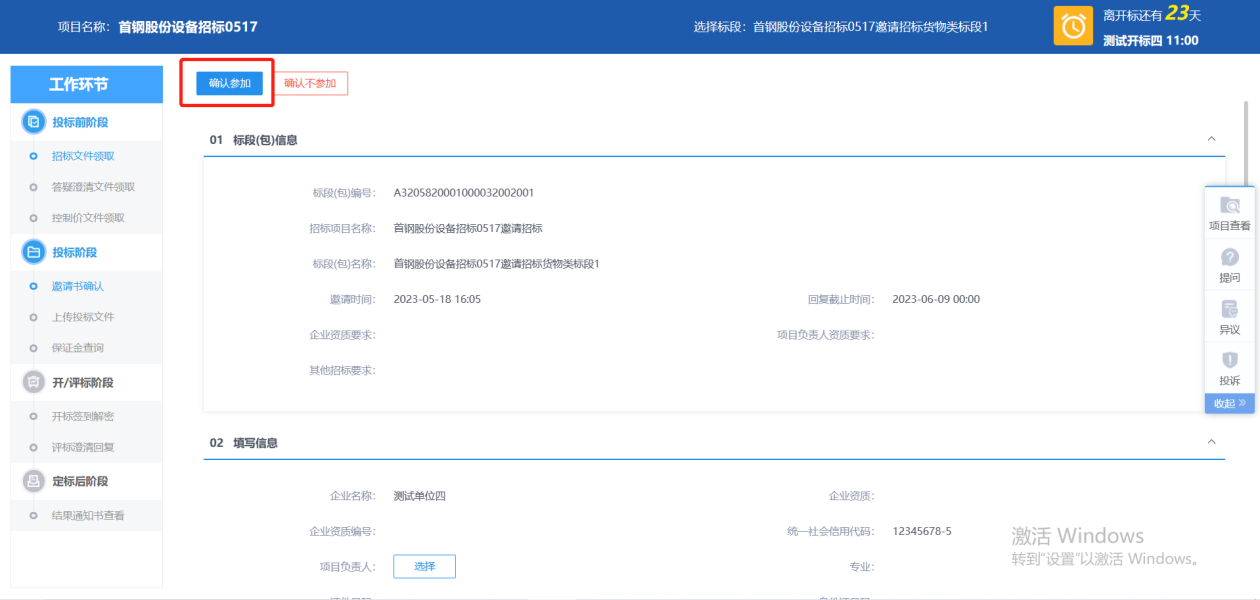 项目名称: 首钢股份设备招标0517
选择标段: 首钢股份设备招标0517邀请招标货物类标段1
离开标还有23天
测试开标四 11:00
工作环节
投标前阶段
招标文件领取
答疑澄清文件领取
控制价文件领取
投标阶段
邀请书确认
上传投标文件
保证金查询
开/评标阶段
开标签到解密
评标澄清回复
定标后阶段
结果通知书查看
确认参加 确认不参加
01 标段(包)信息
标段(包)编号: A3205820001000032002001
招标项目名称: 首钢股份设备招标0517邀请招标
标段(包)名称: 首钢股份设备招标0517邀请招标货物类标段1
邀请时间: 2023-05-18 16:05 回复截止时间: 2023-06-09 00:00
企业资质要求: 项目负责人资质要求:
其他招标要求:
02 填写信息
企业名称: 测试单位四 企业资质:
企业资质编号: 统一社会信用代码: 12345678-5
项目负责人: 选择 专业:
项目查看
提问
异议
投诉
收起 »
激活 Windows
转到"设置"以激活 Windows。